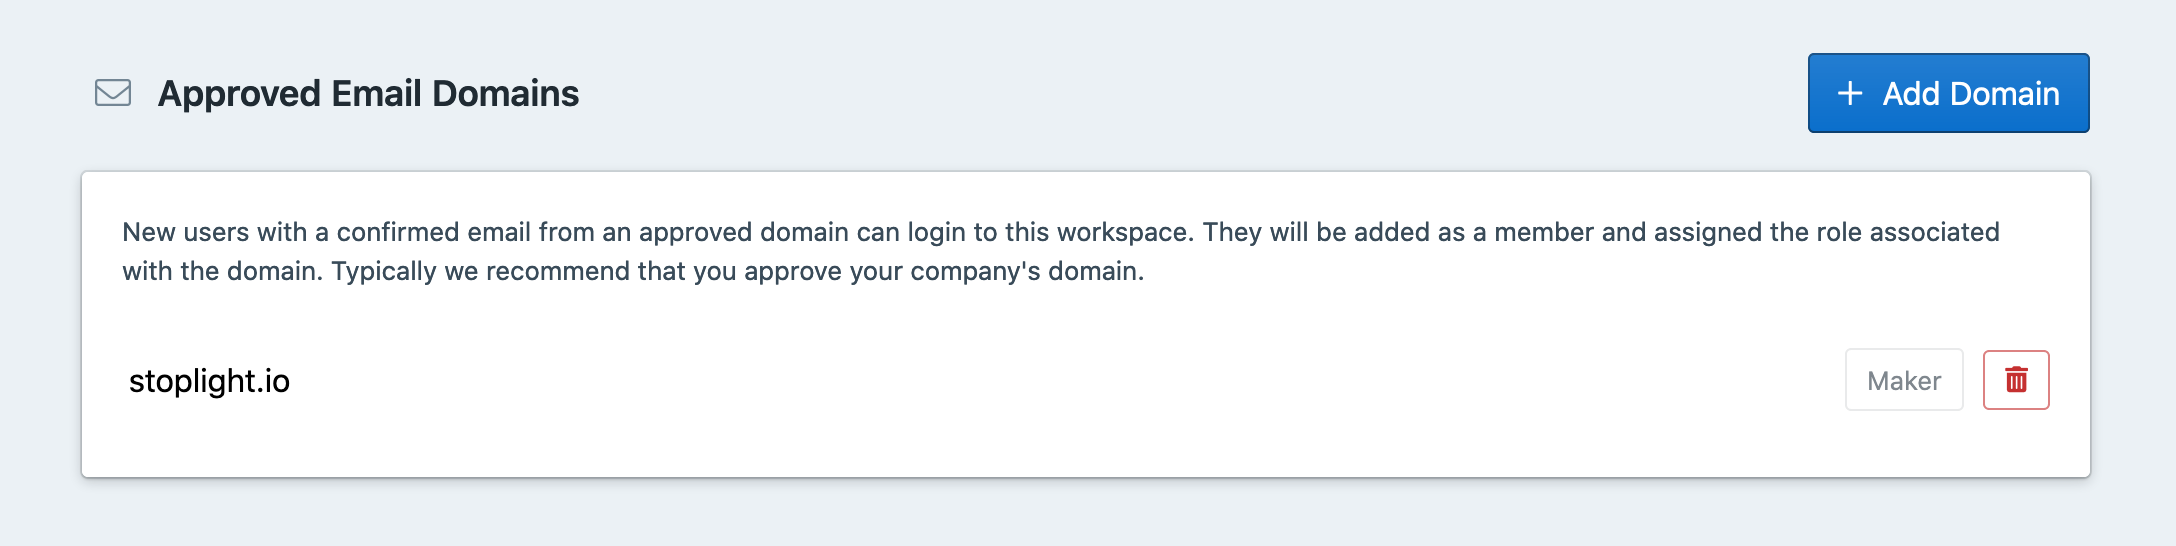 Approved Email Domains
+ Add Domain
New users with a confirmed email from an approved domain can login to this workspace. They will be added as a member and assigned the role associated
with the domain. Typically we recommend that you approve your company's domain.
stoplight.io
Maker